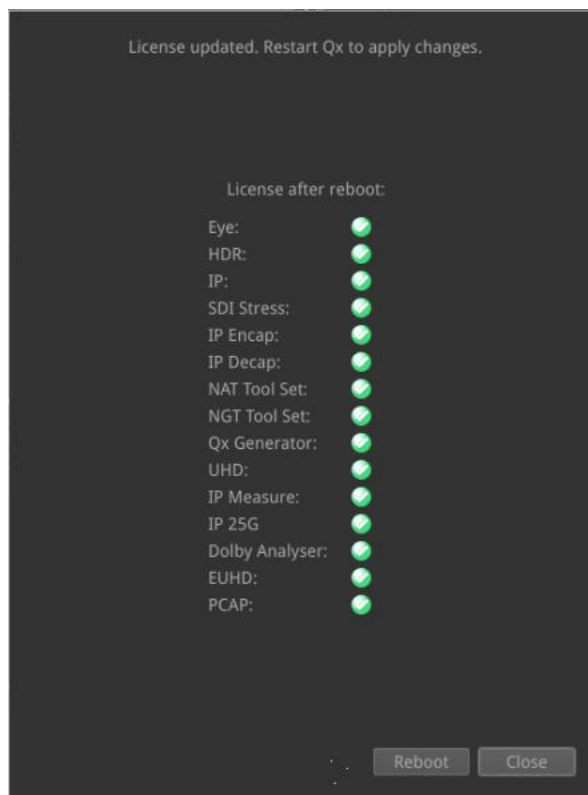 License updated. Restart Qx to apply changes.
License after reboot:
Eye:
HDR:
IP:
SDI Stress:
IP Encap:
IP Decap:
NAT Tool Set:
NGT Tool Set:
Qx Generator:
UHD:
IP Measure:
IP 25G
Dolby Analyser:
EUHD:
PCAP:
Reboot Close